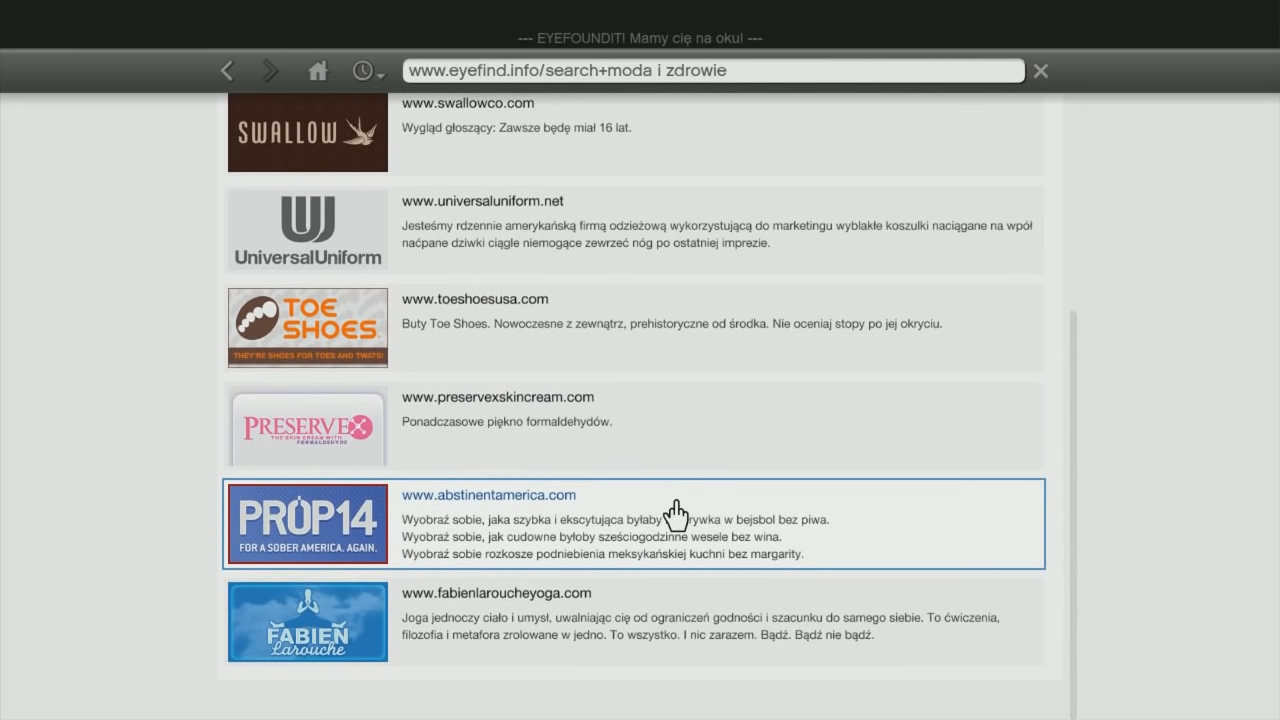 --- EYEFOUNDIT! Mamy cię na oku! ---
www.eyefind.info/search+moda i zdrowie
SWALLOW
www.swallowco.com
Wygląd głoszący: Zawsze będę miał 16 lat.
UniversalUniform
www.universaluniform.net
Jesteśmy rdzennie amerykańską firmą odzieżową wykorzystującą do marketingu wyblakłe koszulki naciągane na wpół
naćpane dziwki ciągle niemogące zewrzeć nóg po ostatniej imprezie.
TOE
SHOES
THEY'RE SHOES FOR TOES AND TWATS!
www.toeshoesusa.com
Buty Toe Shoes. Nowoczesne z zewnątrz, prehistoryczne od środka. Nie oceniaj stopy po jej okryciu.
PRESERVEX
THE SKIN CREAM WITH
FORMALDEHYDE
www.preservexskincream.com
Ponadczasowe piękno formaldehydów.
PROP14
FOR A SOBER AMERICA. AGAIN.
www.abstinentamerica.com
Wyobraź sobie, jaka szybka i ekscytująca byłaby rywka w bejsbol bez piwa.
Wyobraź sobie, jak cudowne byłoby sześciogodzinne wesele bez wina.
Wyobraź sobie rozkosze podniebienia meksykańskiej kuchni bez margarity.
FABIEN
Larouche
www.fabienlaroucheyoga.com
Joga jednoczy ciało i umysł, uwalniając cię od ograniczeń godności i szacunku do samego siebie. To ćwiczenia,
filozofia i metafora zrolowane w jedno. To wszystko. I nic zarazem. Bądź. Bądź nie bądź.